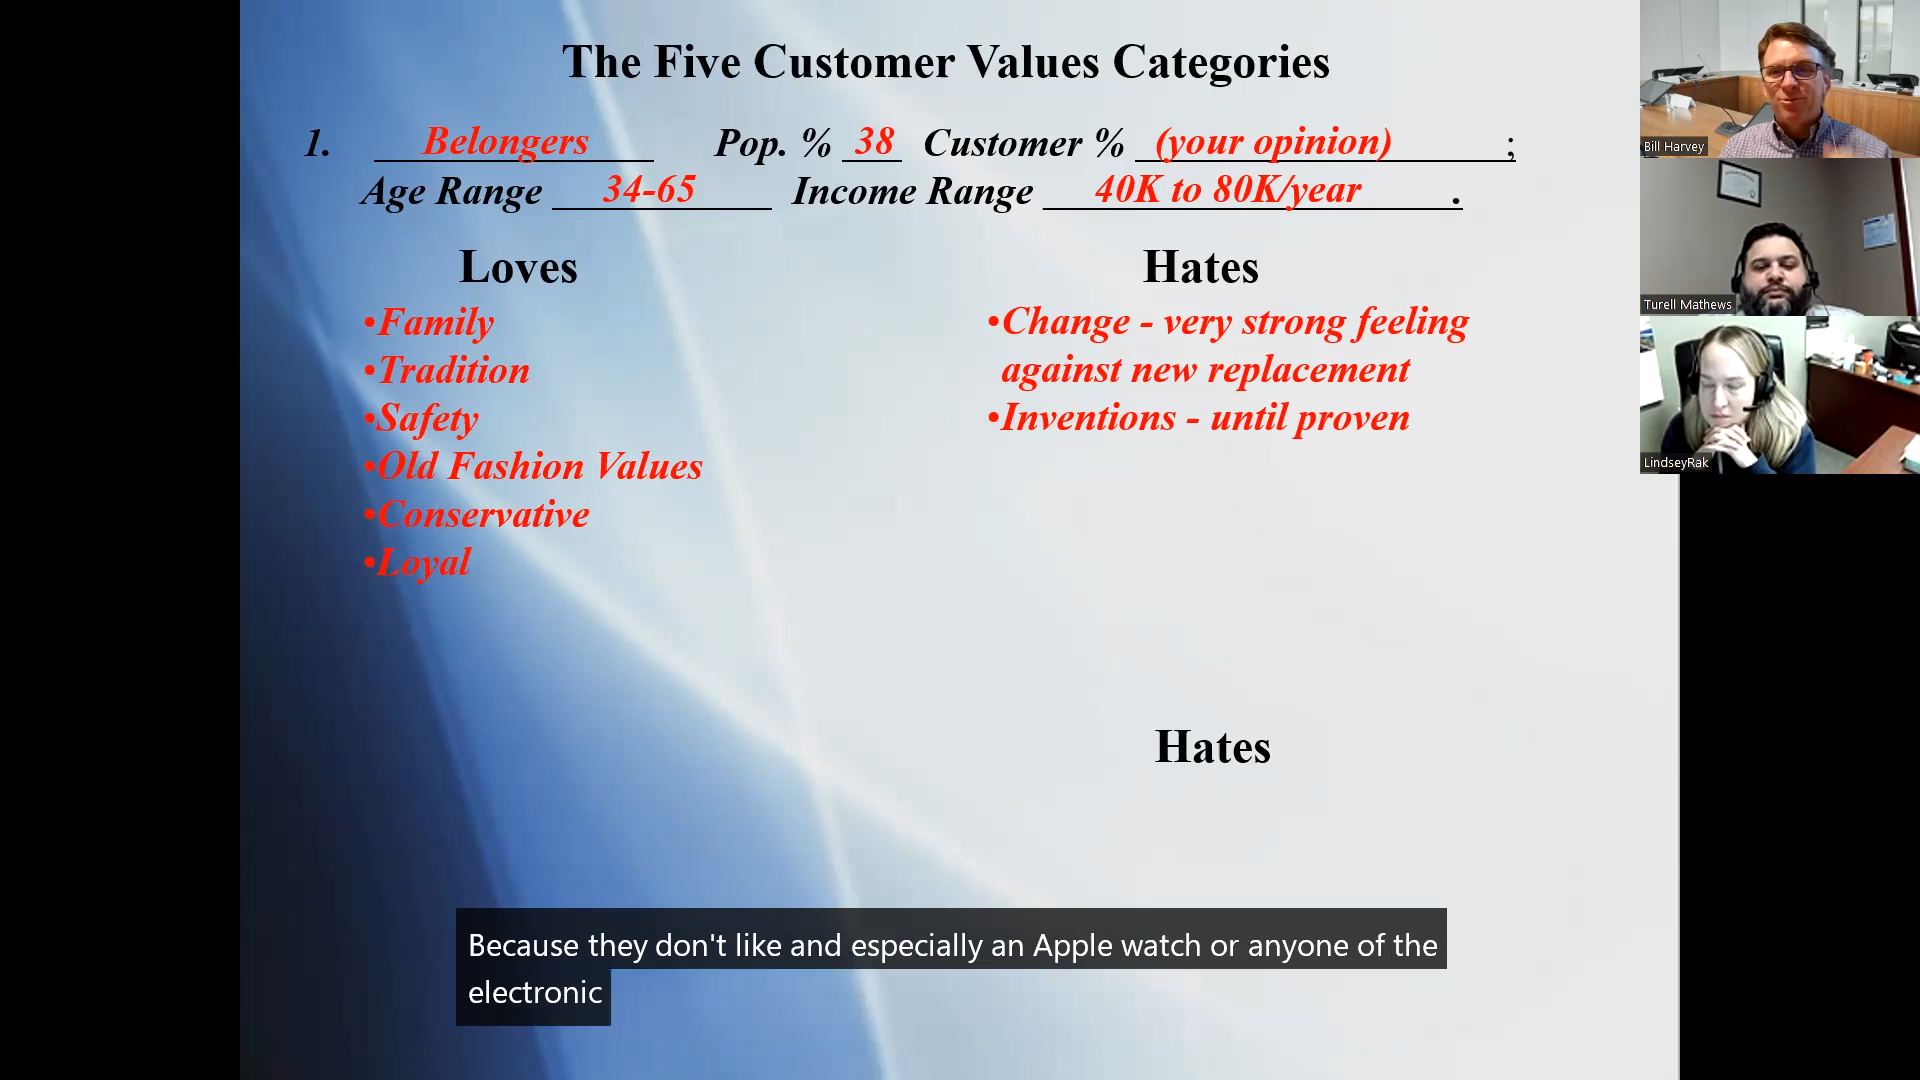 The Five Customer Values Categories
1. Belongers Pop. % 38 Customer % (your opinion) ;
Age Range 34-65 Income Range 40K to 80K/year .
Loves
•Family
•Tradition
•Safety
•Old Fashion Values
•Conservative
•Loyal
Hates
•Change - very strong feeling
against new replacement
•Inventions - until proven
Hates
Because they don't like and especially an Apple watch or anyone of the
electronic
Bill Harvey
Turell Mathews
LindseyRak